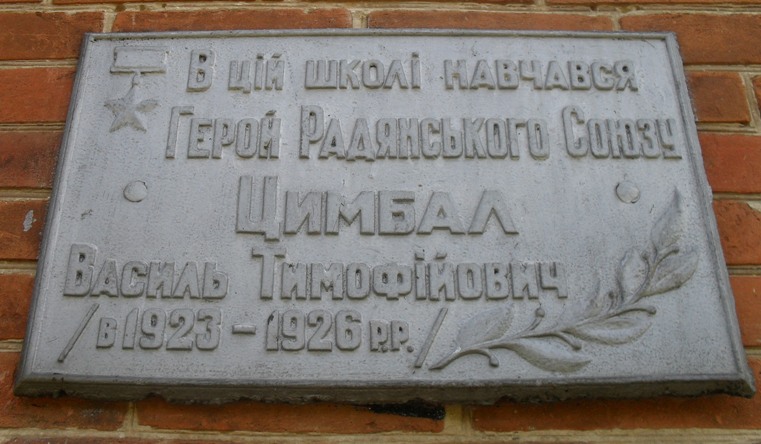 В цій школі навчався
Герой Радянського Союзу
Цимбал
Василь Тимофійович
/в 1923 - 1926 р.р./